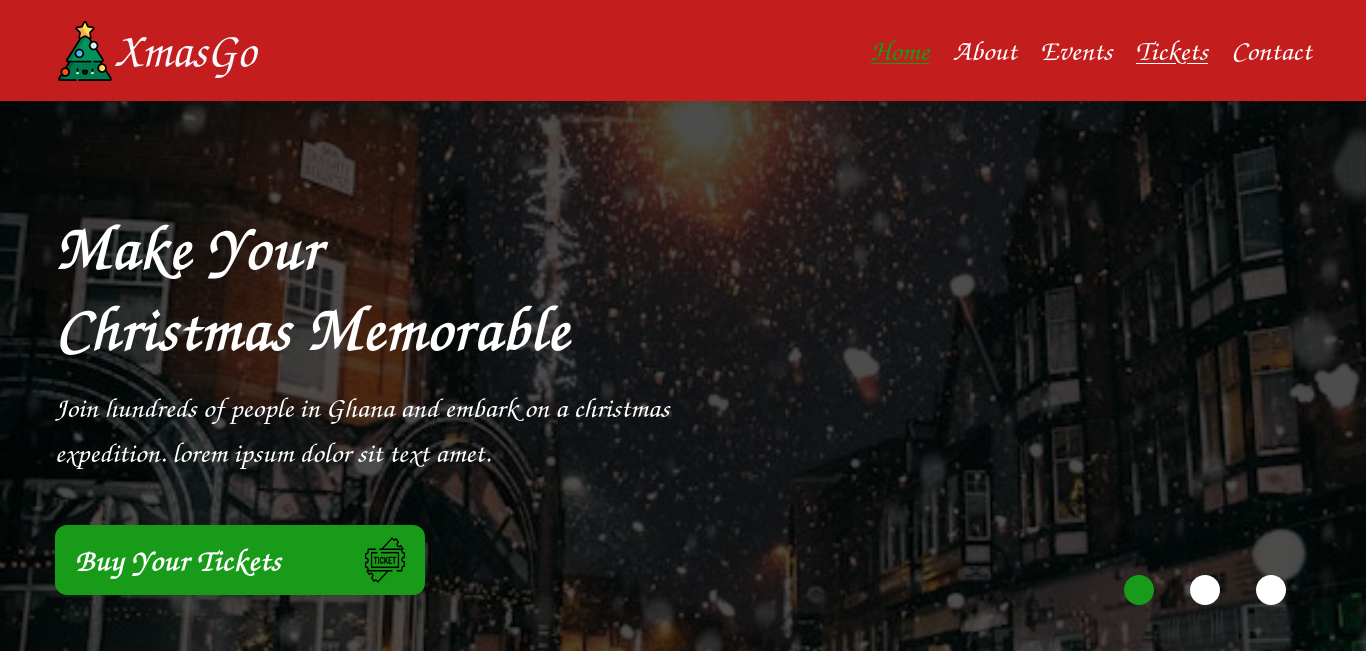 XmasGo
Home About Events Tickets Contact
Make Your
Christmas Memorable
Join hundreds of people in Ghana and embark on a christmas
expedition. lorem ipsum dolor sit text amet.
Buy Your Tickets
TICKET